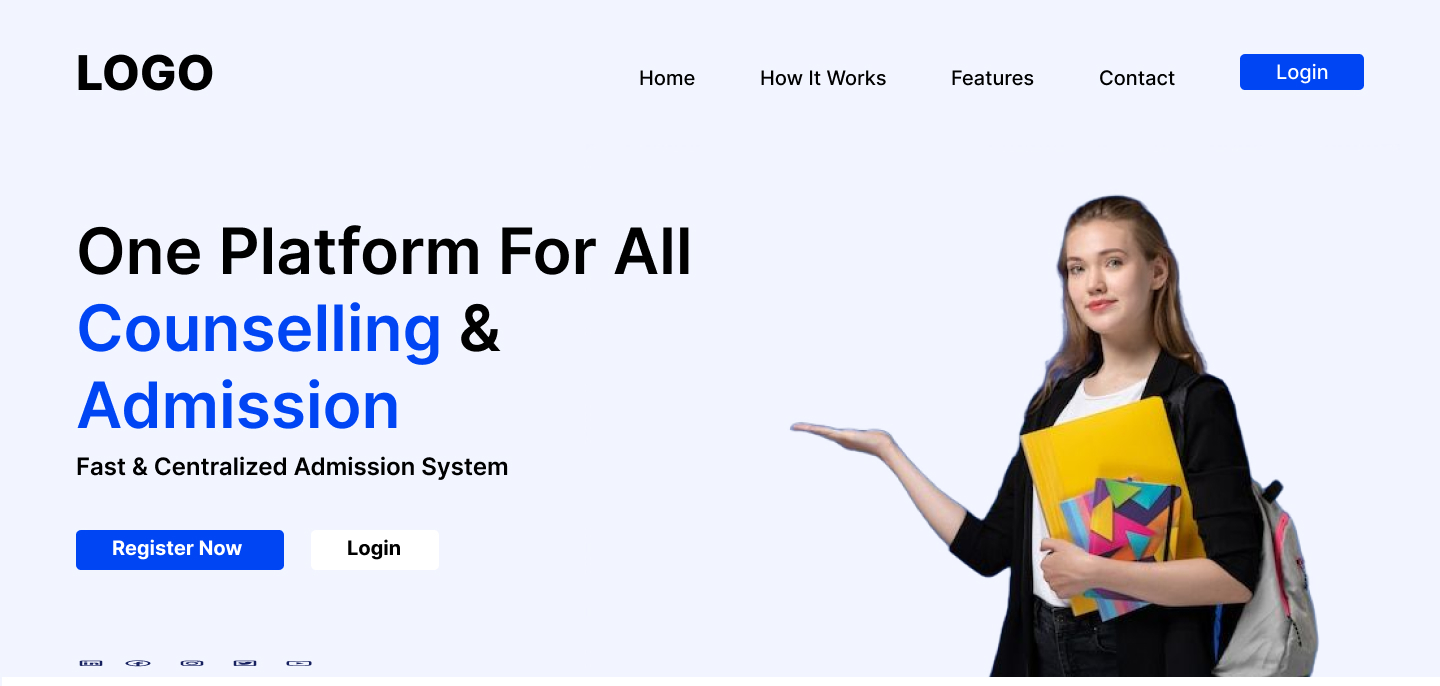 LOGO
Home How It Works Features Contact Login
One Platform For All
Counselling &
Admission
Fast & Centralized Admission System
Register Now Login